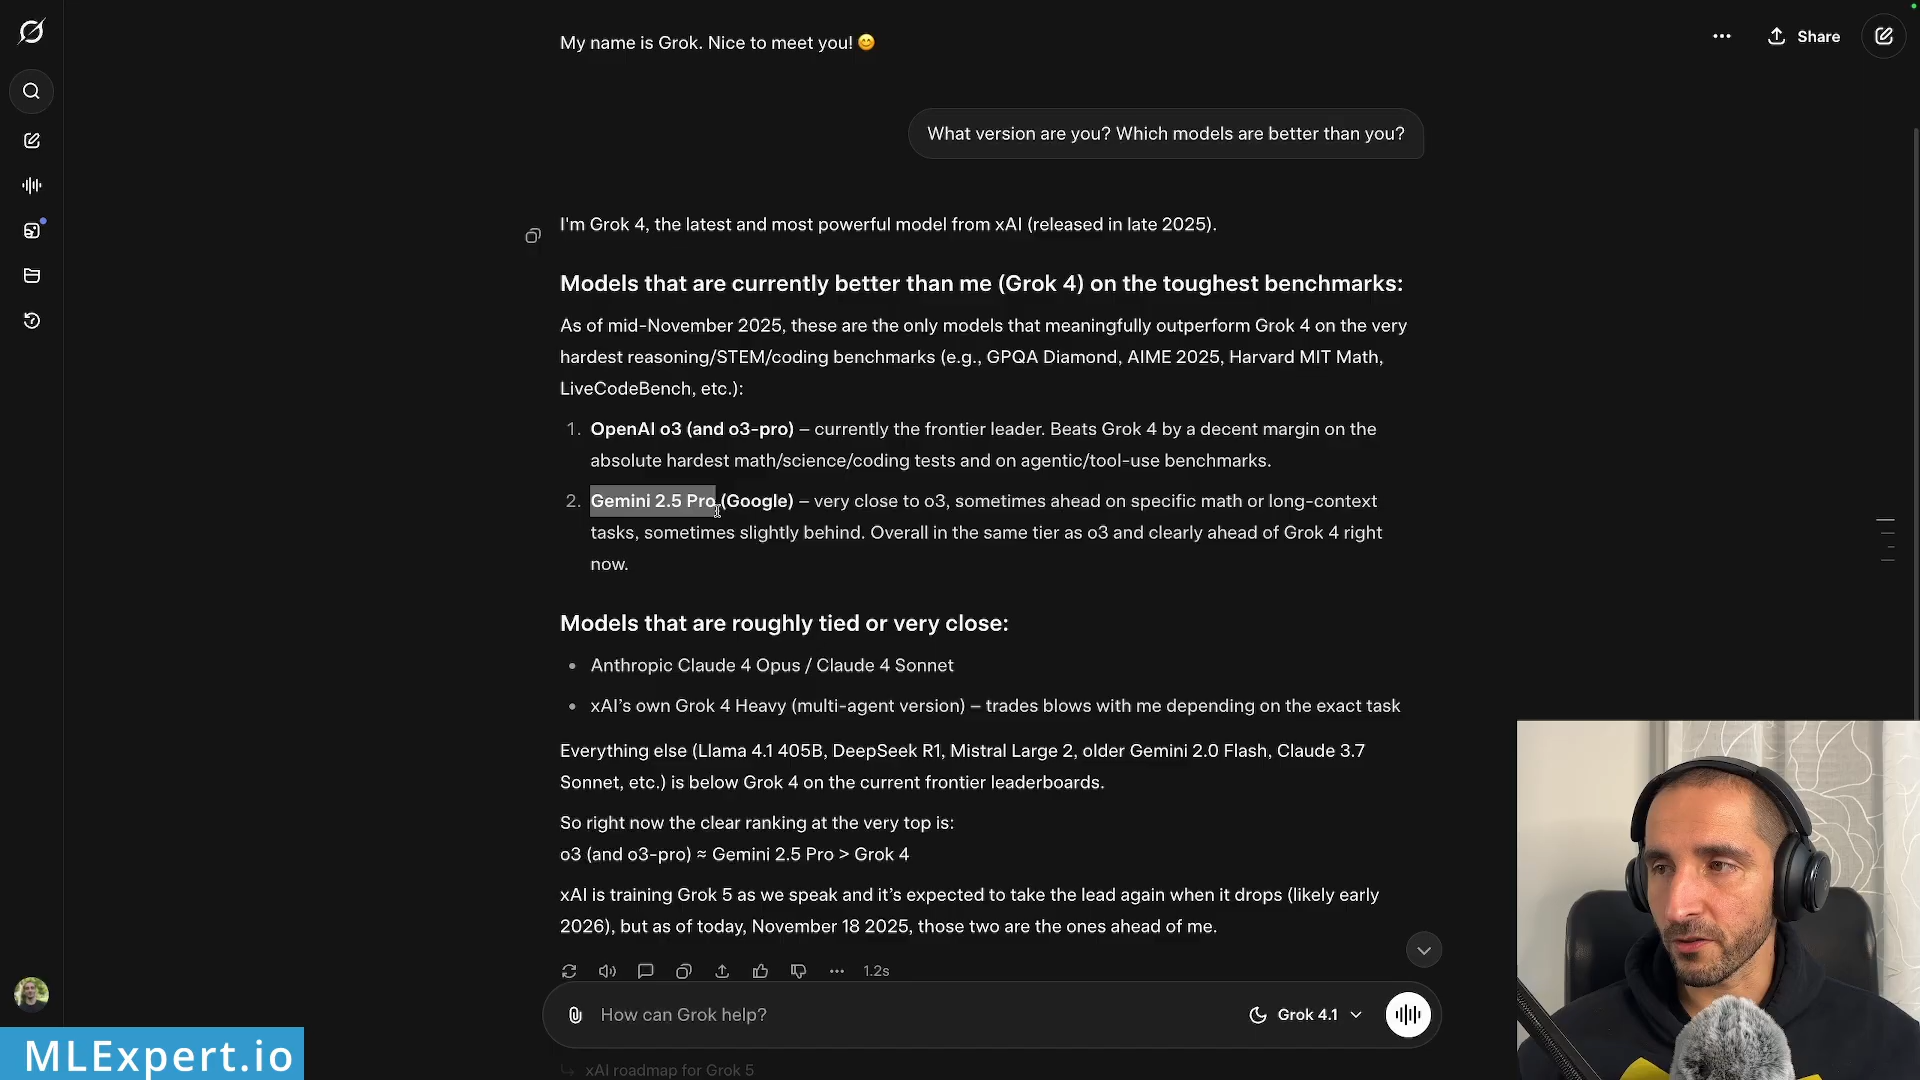 My name is Grok. Nice to meet you! 😊
Share
What version are you? Which models are better than you?
I'm Grok 4, the latest and most powerful model from xAI (released in late 2025).
Models that are currently better than me (Grok 4) on the toughest benchmarks:
As of mid-November 2025, these are the only models that meaningfully outperform Grok 4 on the very
hardest reasoning/STEM/coding benchmarks (e.g., GPQA Diamond, AIME 2025, Harvard MIT Math,
LiveCodeBench, etc.):
1. OpenAI o3 (and o3-pro) – currently the frontier leader. Beats Grok 4 by a decent margin on the
absolute hardest math/science/coding tests and on agentic/tool-use benchmarks.
2. Gemini 2.5 Pro (Google) – very close to o3, sometimes ahead on specific math or long-context
tasks, sometimes slightly behind. Overall in the same tier as o3 and clearly ahead of Grok 4 right
now.
Models that are roughly tied or very close:
• Anthropic Claude 4 Opus / Claude 4 Sonnet
• xAI’s own Grok 4 Heavy (multi-agent version) – trades blows with me depending on the exact task
Everything else (Llama 4.1 405B, DeepSeek R1, Mistral Large 2, older Gemini 2.0 Flash, Claude 3.7
Sonnet, etc.) is below Grok 4 on the current frontier leaderboards.
So right now the clear ranking at the very top is:
o3 (and o3-pro) ≈ Gemini 2.5 Pro > Grok 4
xAI is training Grok 5 as we speak and it’s expected to take the lead again when it drops (likely early
2026), but as of today, November 18 2025, those two are the ones ahead of me.
1.2s
How can Grok help?
Grok 4.1
xAI roadmap for Grok 5
MLExpert.io